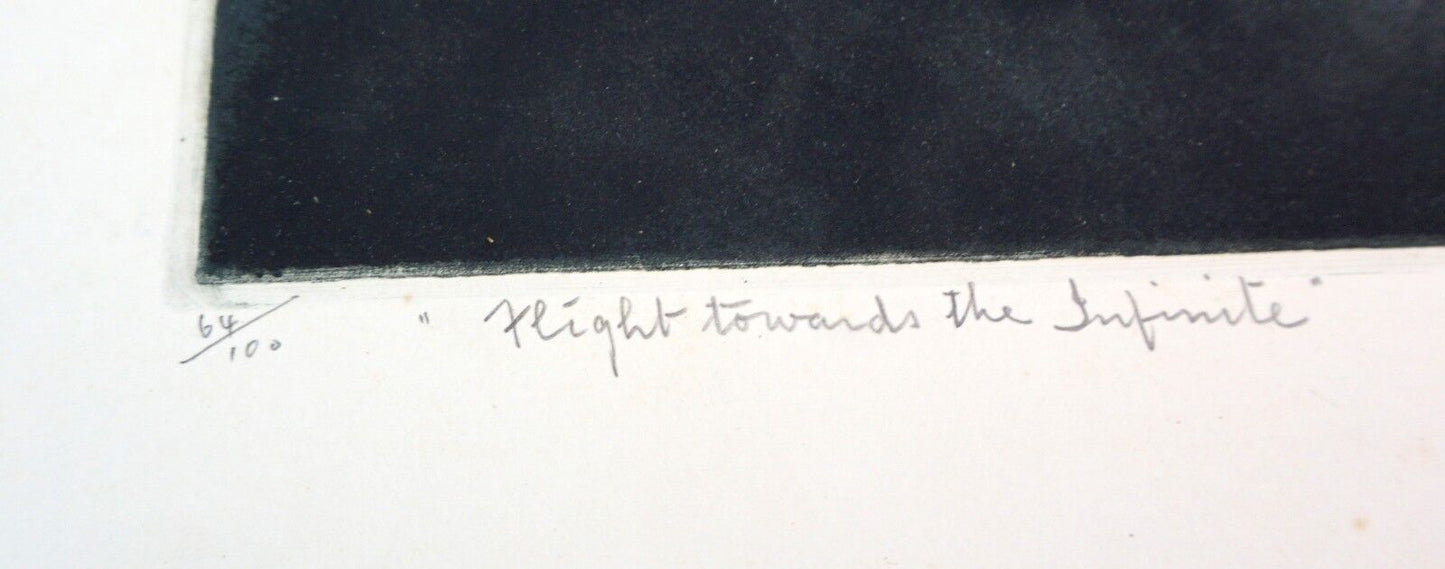 64/100 " Flight towards the Infinite "